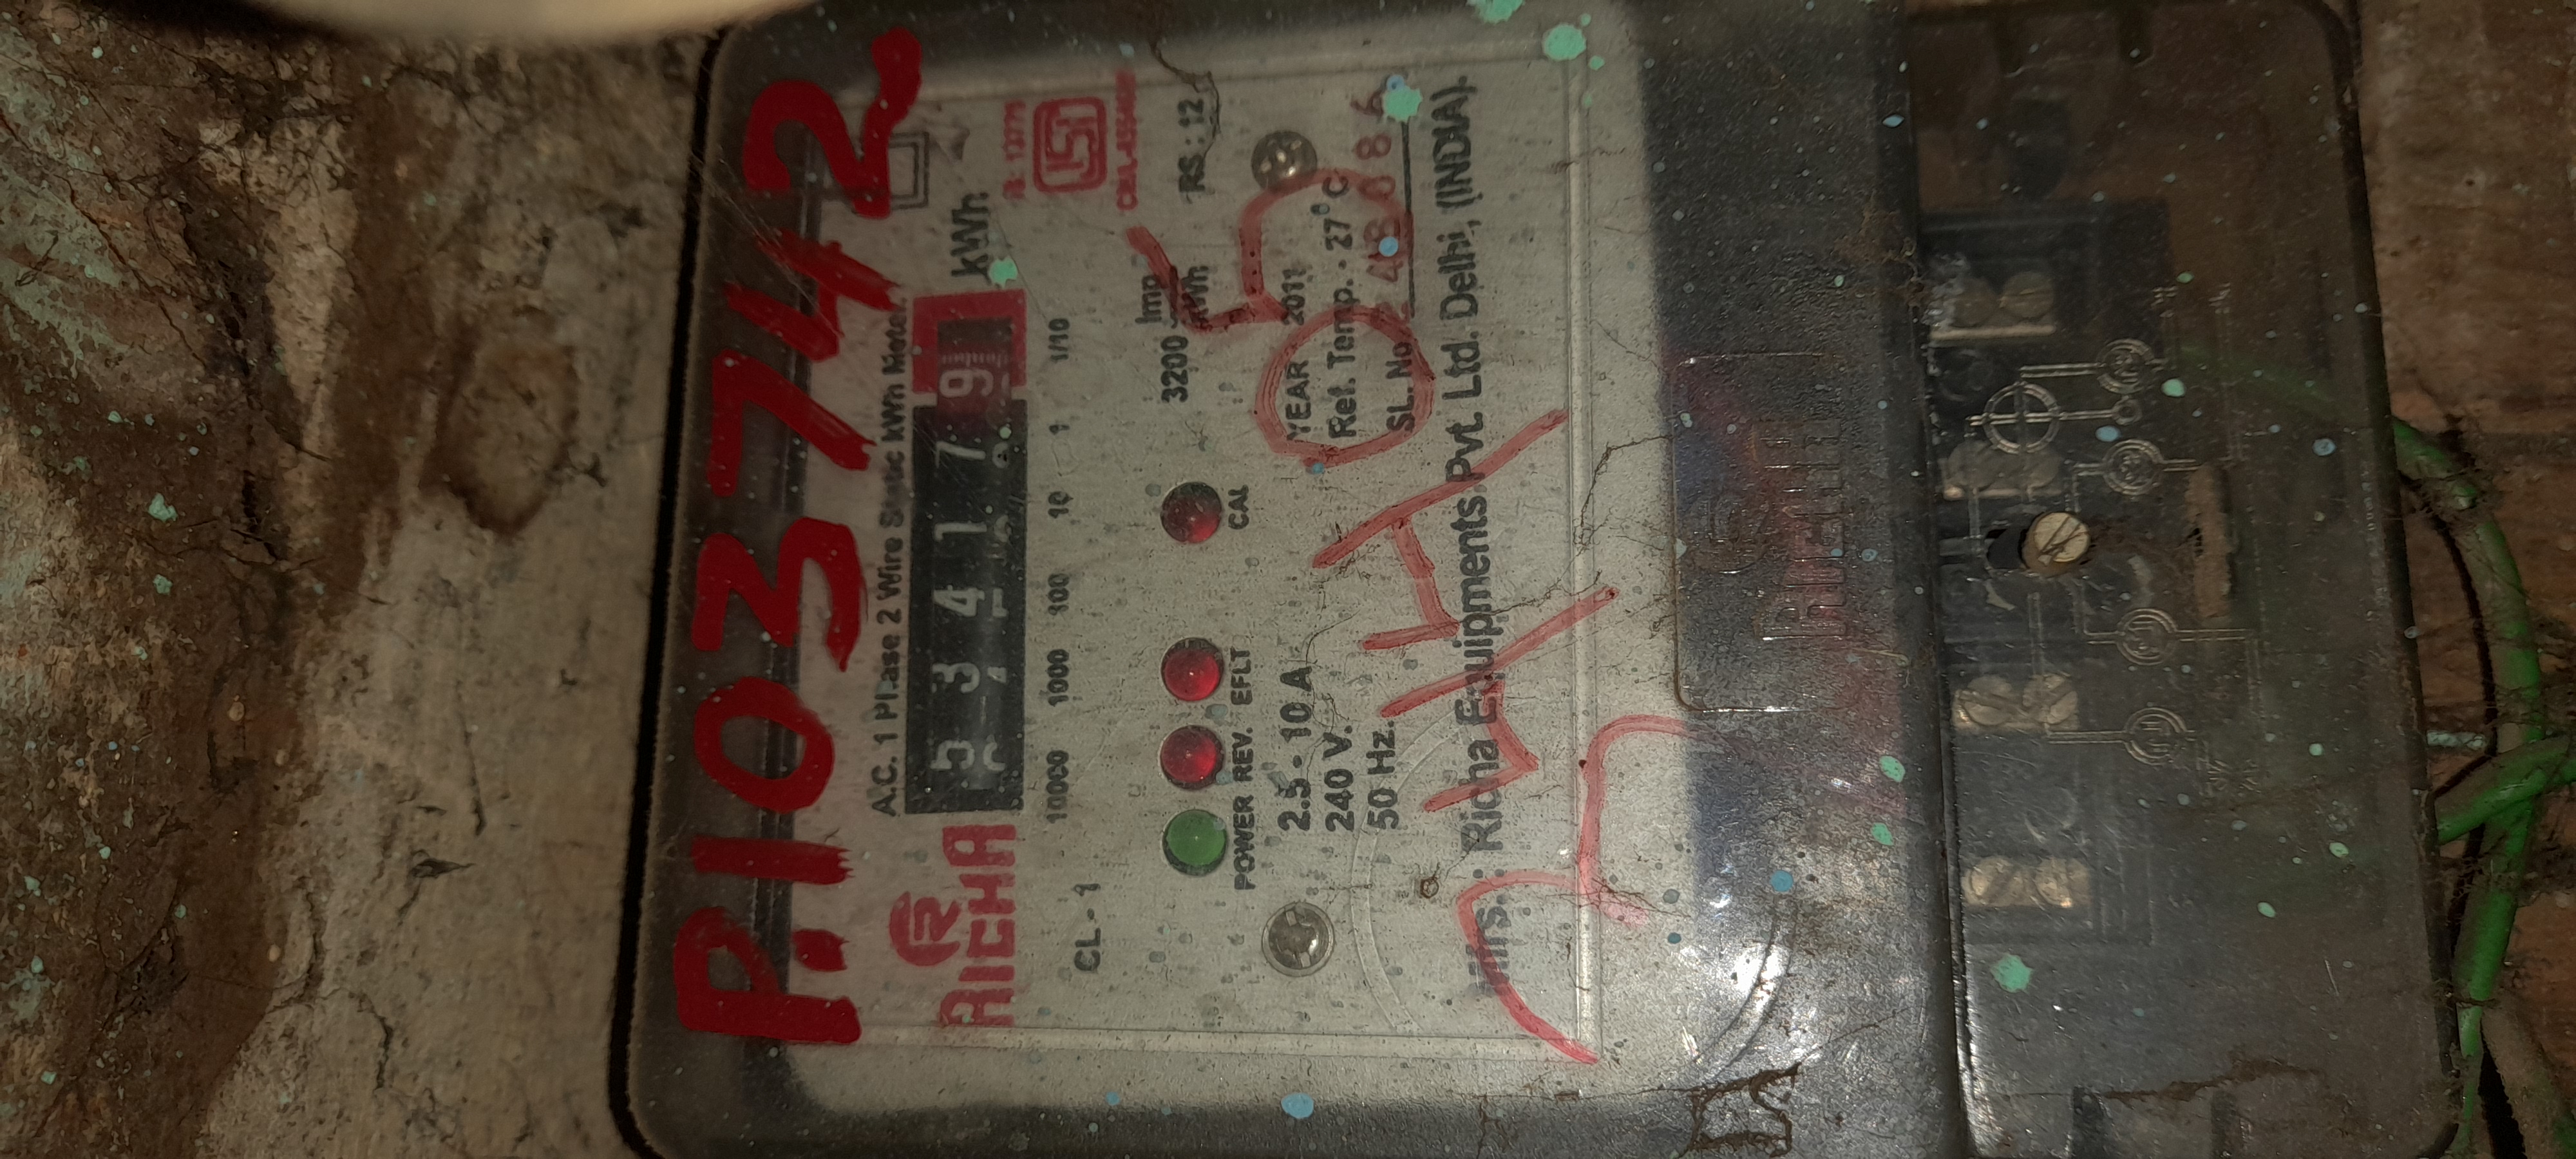 P.103742
A.C. 1 Phase 2 Wire Static kWh Meter.
RICHA
5 3 4 1 7 9 kWh
10000 1000 100 10 1 1/10
CL - 1
3200 Imp / kWh
RS : 12
POWER REV. EFLT CAL
2.5 - 10 A
240 V.
50 Hz.
YEAR 2011
Ref. Temp. - 27° C
SL. No
Mfrs. : Richa Equipments Pvt. Ltd. Delhi, (INDIA).
RICHA